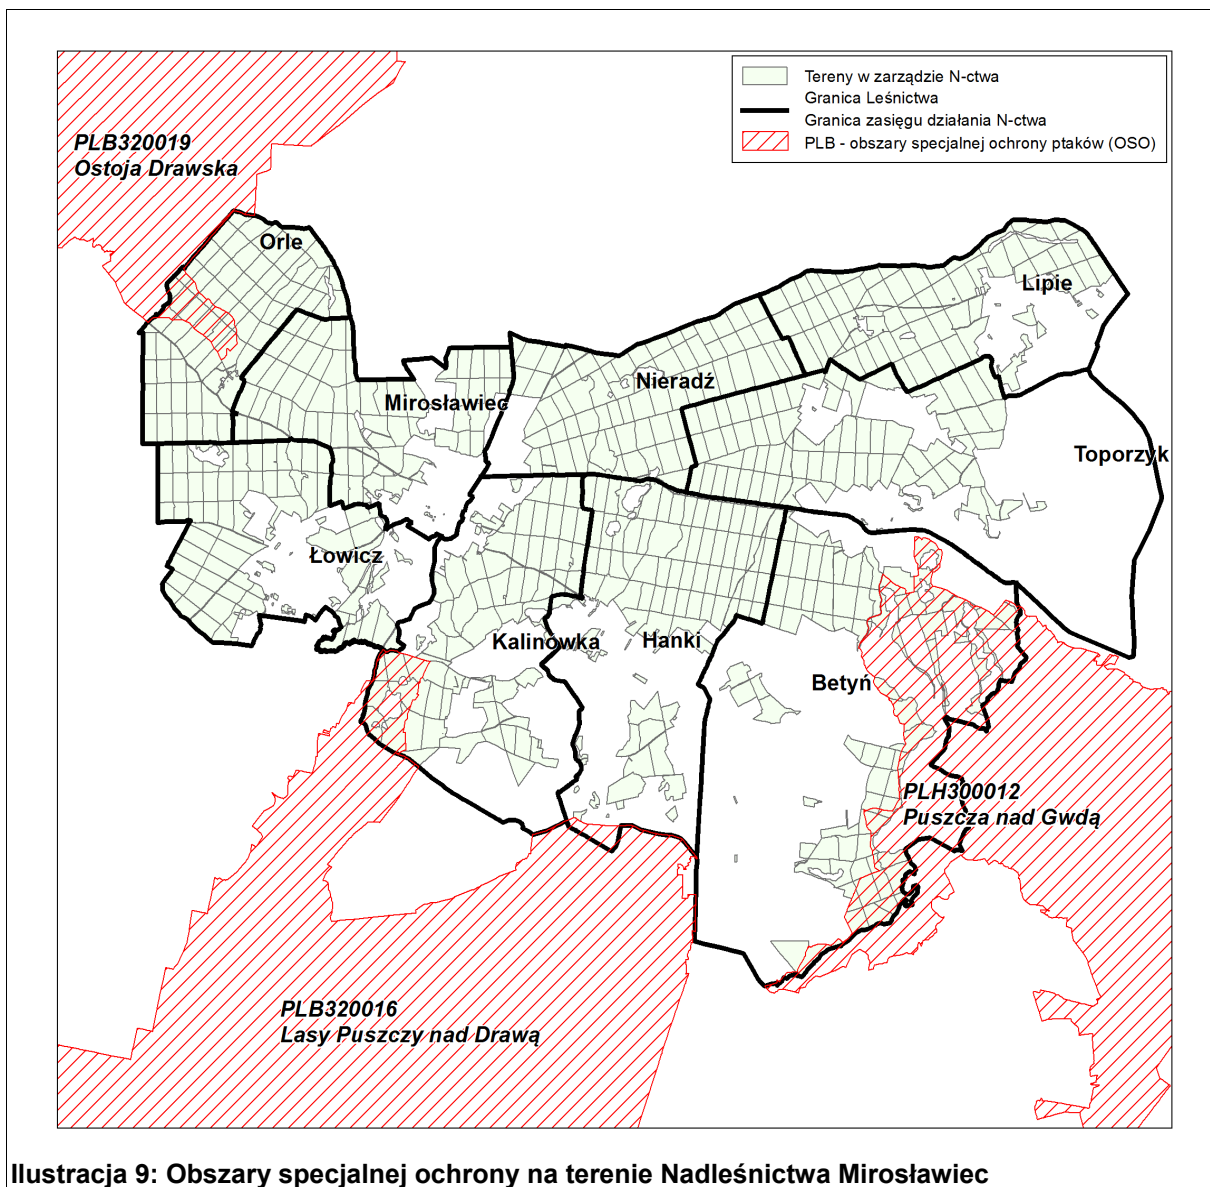 Tereny w zarządzie N-ctwa
Granica Leśnictwa
Granica zasięgu działania N-ctwa
PLB - obszary specjalnej ochrony ptaków (OSO)
PLB320019
Ostoja Drawska
Orle
Lipie
Nieradź
Mirosławiec
Toporzyk
Łowicz
Kalinówka
Hanki
Betyń
PLH300012
Puszcza nad Gwdą
PLB320016
Lasy Puszczy nad Drawą
Ilustracja 9: Obszary specjalnej ochrony na terenie Nadleśnictwa Mirosławiec